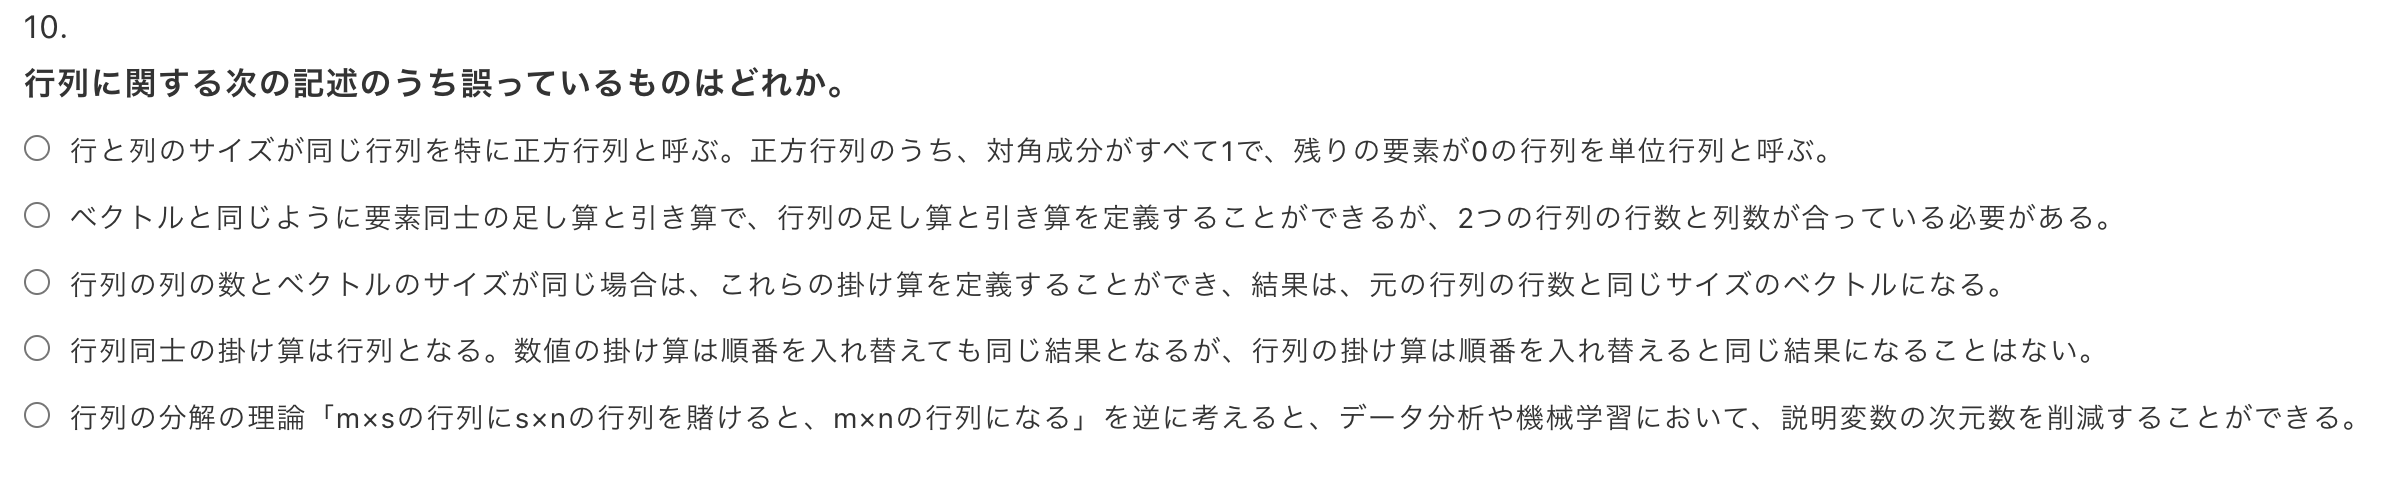 10.
行列に関する次の記述のうち誤っているものはどれか。
行と列のサイズが同じ行列を特に正方行列と呼ぶ。正方行列のうち、対角成分がすべて1で、残りの要素が0の行列を単位行列と呼ぶ。
ベクトルと同じように要素同士の足し算と引き算で、行列の足し算と引き算を定義することができるが、2つの行列の行数と列数が合っている必要がある。
行列の列の数とベクトルのサイズが同じ場合は、これらの掛け算を定義することができ、結果は、元の行列の行数と同じサイズのベクトルになる。
行列同士の掛け算は行列となる。数値の掛け算は順番を入れ替えても同じ結果となるが、行列の掛け算は順番を入れ替えると同じ結果になることはない。
行列の分解の理論「m×sの行列にs×nの行列を賭けると、m×nの行列になる」を逆に考えると、データ分析や機械学習において、説明変数の次元数を削減することができる。